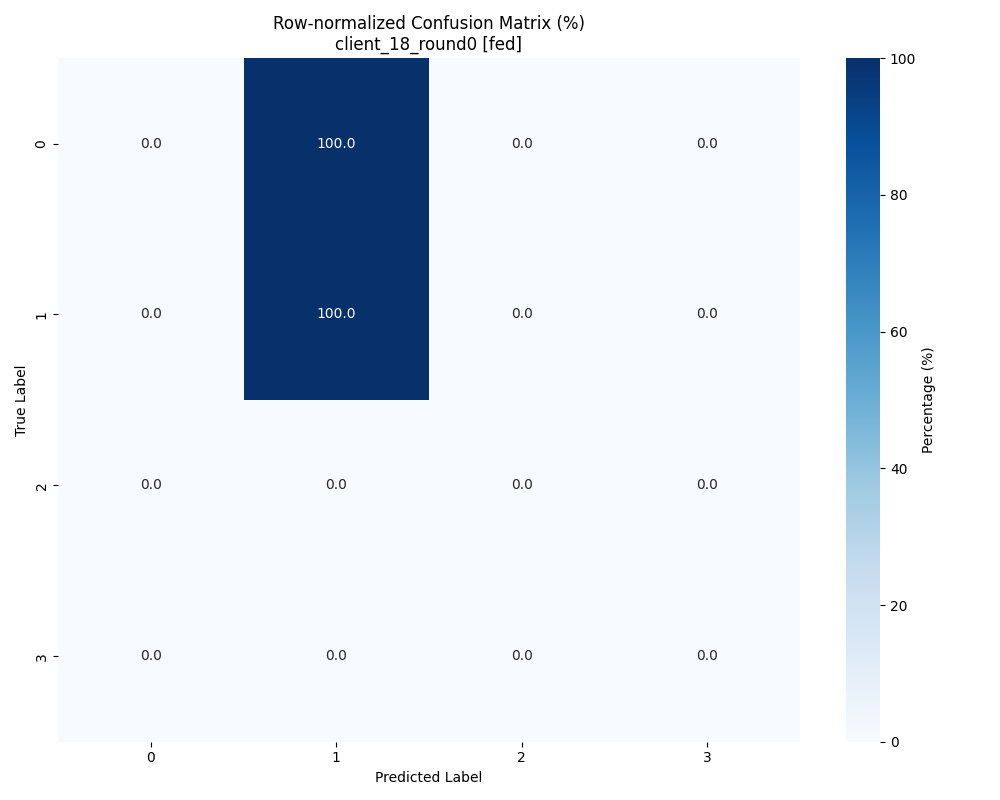 Row-normalized Confusion Matrix (%)
client_18_round0 [fed]
0 0.0 100.0 0.0 0.0
1 0.0 100.0 0.0 0.0
2 0.0 0.0 0.0 0.0
3 0.0 0.0 0.0 0.0
0 1 2 3
True Label
Predicted Label
100
80
60
40
20
0
Percentage (%)